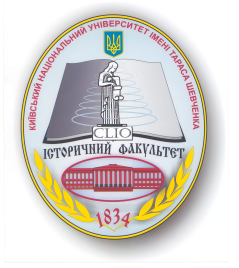 КИЇВСЬКИЙ НАЦІОНАЛЬНИЙ УНІВЕРСИТЕТ ІМЕНІ ТАРАСА ШЕВЧЕНКА
CLIO
ІСТОРИЧНИЙ ФАКУЛЬТЕТ
1834